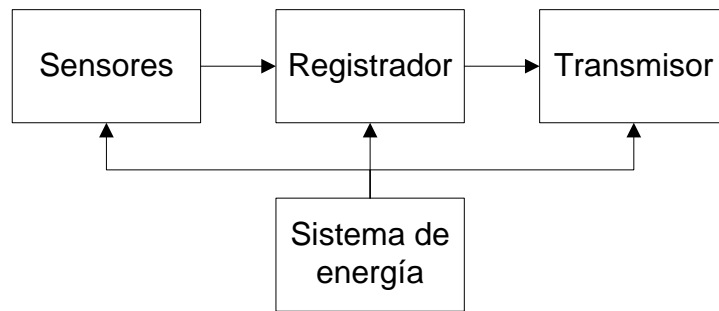 Sensores
Registrador
Transmisor
Sistema de
energía